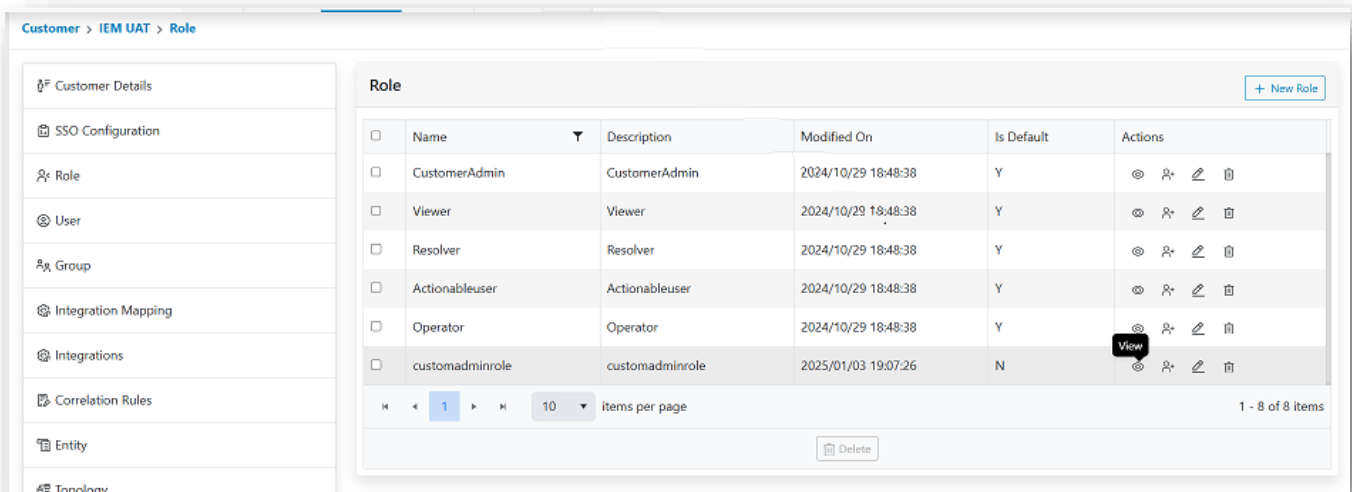 Customer > IEM UAT > Role
Customer Details
SSO Configuration
Role
User
Group
Integration Mapping
Integrations
Correlation Rules
Entity
Topology
Role
+ New Role
Name Description Modified On Is Default Actions
CustomerAdmin CustomerAdmin 2024/10/29 18:48:38 Y
Viewer Viewer 2024/10/29 18:48:38 Y
Resolver Resolver 2024/10/29 18:48:38 Y
Actionableuser Actionableuser 2024/10/29 18:48:38 Y
Operator Operator 2024/10/29 18:48:38 Y
View
customadminrole customadminrole 2025/01/03 19:07:26 N
1 10 items per page 1 - 8 of 8 items
Delete